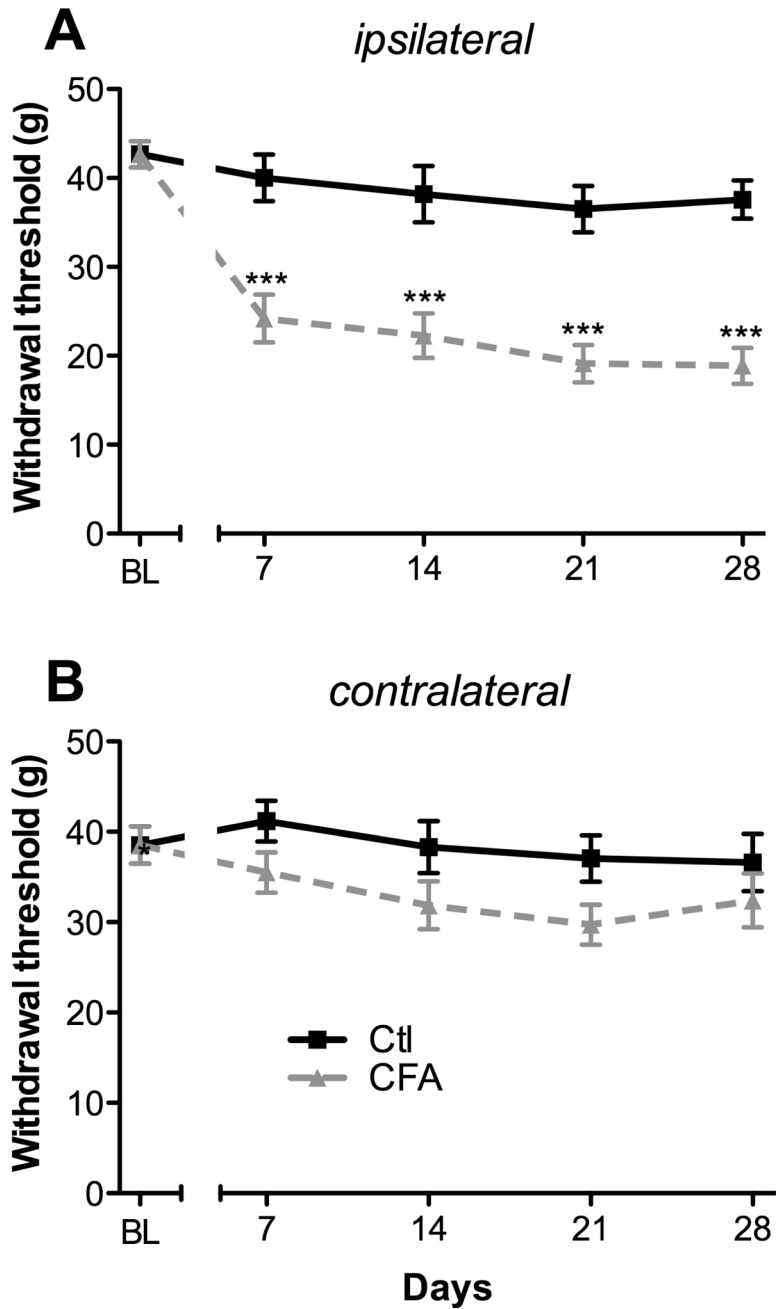 A
ipsilateral
Withdrawal threshold (g)
50
40
30
20
10
0
***
***
***
***
BL
7
14
21
28
B
contralateral
Withdrawal threshold (g)
50
40
30
20
10
0
*
Ctl
CFA
BL
7
14
21
28
Days